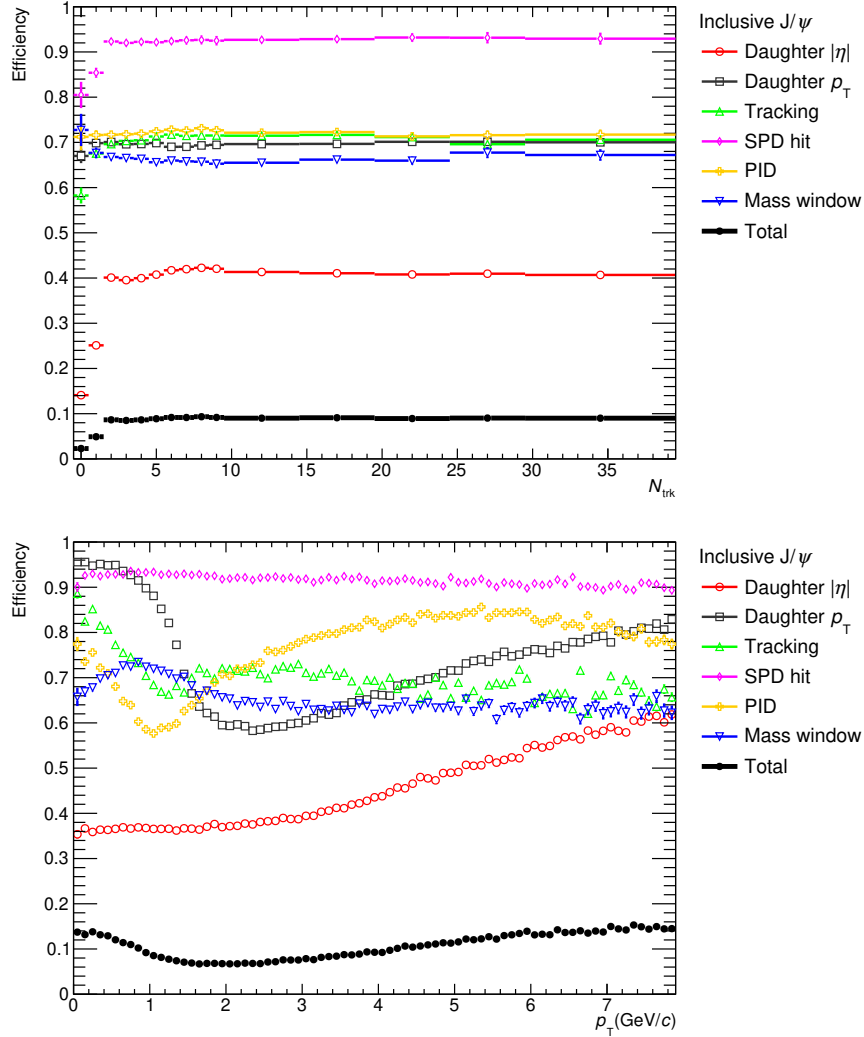 Efficiency
1
0.9
0.8
0.7
0.6
0.5
0.4
0.3
0.2
0.1
0
0 5 10 15 20 25 30 35
N_trk
Inclusive J/ψ
Daughter |η|
Daughter p_T
Tracking
SPD hit
PID
Mass window
Total
Efficiency
1
0.9
0.8
0.7
0.6
0.5
0.4
0.3
0.2
0.1
0
0 1 2 3 4 5 6 7
p_T (GeV/c)
Inclusive J/ψ
Daughter |η|
Daughter p_T
Tracking
SPD hit
PID
Mass window
Total